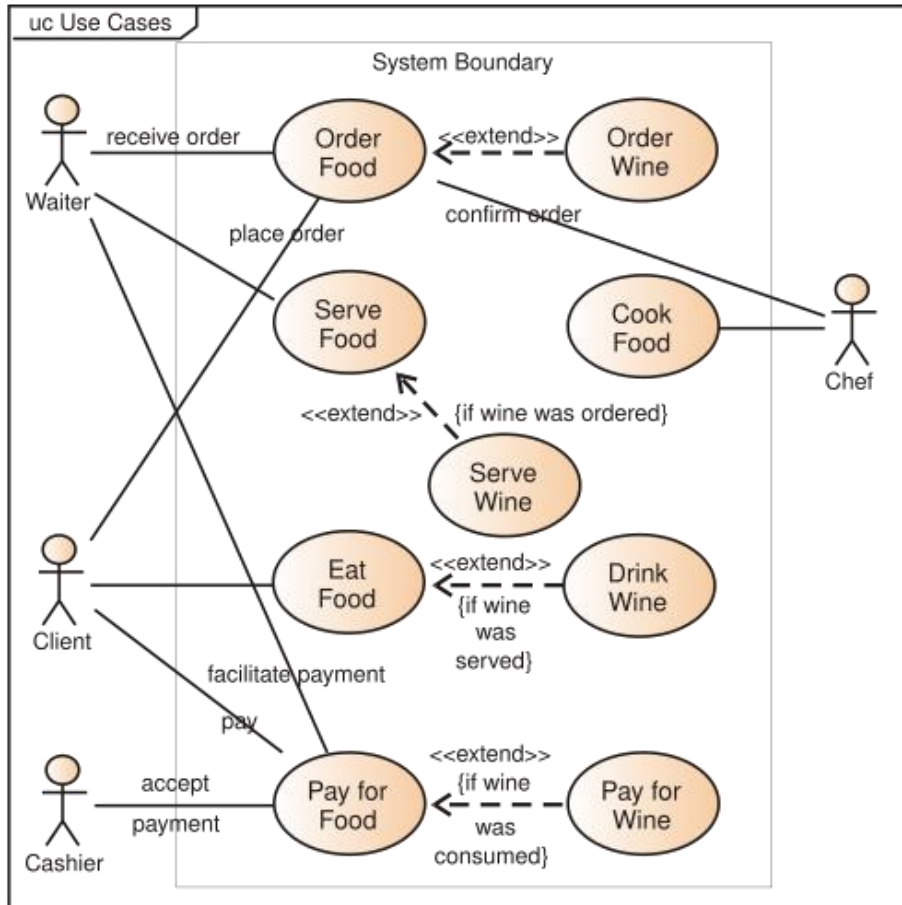 uc Use Cases
System Boundary
receive order
Order
Food
<<extend>>
Order
Wine
Waiter
confirm order
place order
Serve
Food
Cook
Food
Chef
<<extend>>
{if wine was ordered}
Serve
Wine
Eat
Food
<<extend>>
{if wine
was
served}
Drink
Wine
Client
facilitate payment
pay
accept
payment
Pay for
Food
<<extend>>
{if wine
was
consumed}
Pay for
Wine
Cashier